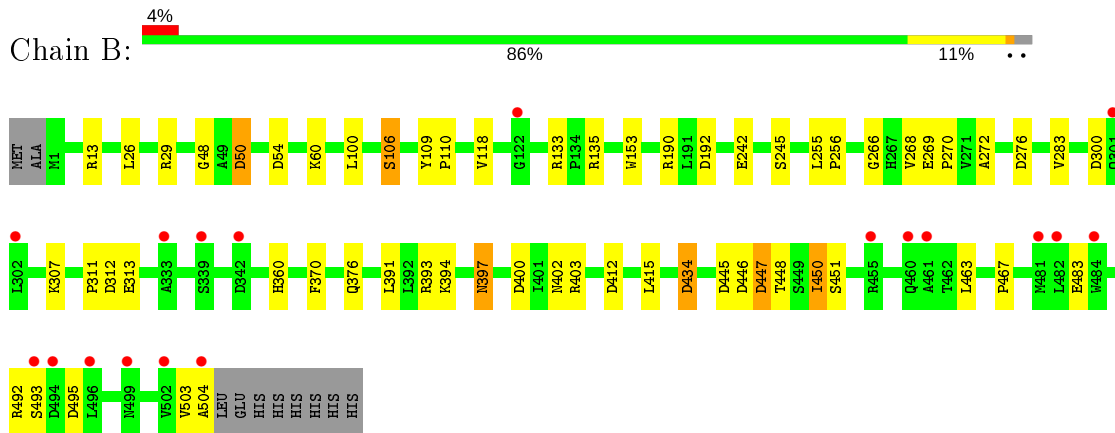 4%
Chain B:
86% 11% • •
MET ALA M1 R13 L26 R29 G48 A49 D50 D54 K60 L100 S106 Y109 P110 V118 G122 R133 P134 R135 W153 R190 L191 D192 E242 S245 L255 P256 G266 H267 V268 E269 P270 V271 A272 D276 V283 D300 Q301
L302 K307 P311 D312 E313 A333 S339 D342 H360 F370 Q376 L391 L392 R393 K394 N397 D400 I401 N402 R403 D412 L415 D434 D445 D446 D447 T448 S449 I450 S451 R455 Q460 A461 T462 L463 P467 M481 L482 E483 W484
R492 S493 D494 D495 L496 N499 V502 V503 A504 LEU GLU HIS HIS HIS HIS HIS HIS